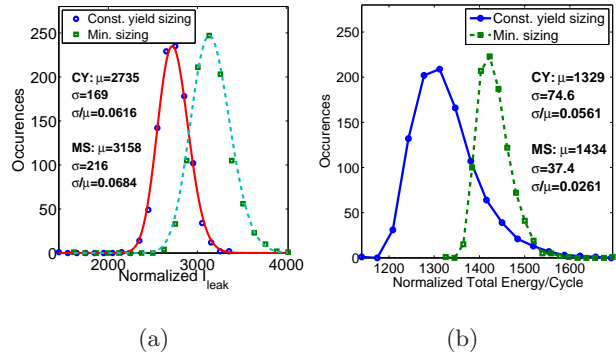 Const. yield sizing
Min. sizing
250
200
150
100
50
0
Occurences
CY: μ=2735
σ=169
σ/μ=0.0616
MS: μ=3158
σ=216
σ/μ=0.0684
2000 3000 4000
Normalized Ileak
(a)
Const. yield sizing
Min. sizing
250
200
150
100
50
0
Occurrences
CY: μ=1329
σ=74.6
σ/μ=0.0561
MS: μ=1434
σ=37.4
σ/μ=0.0261
1200 1300 1400 1500 1600
Normalized Total Energy/Cycle
(b)